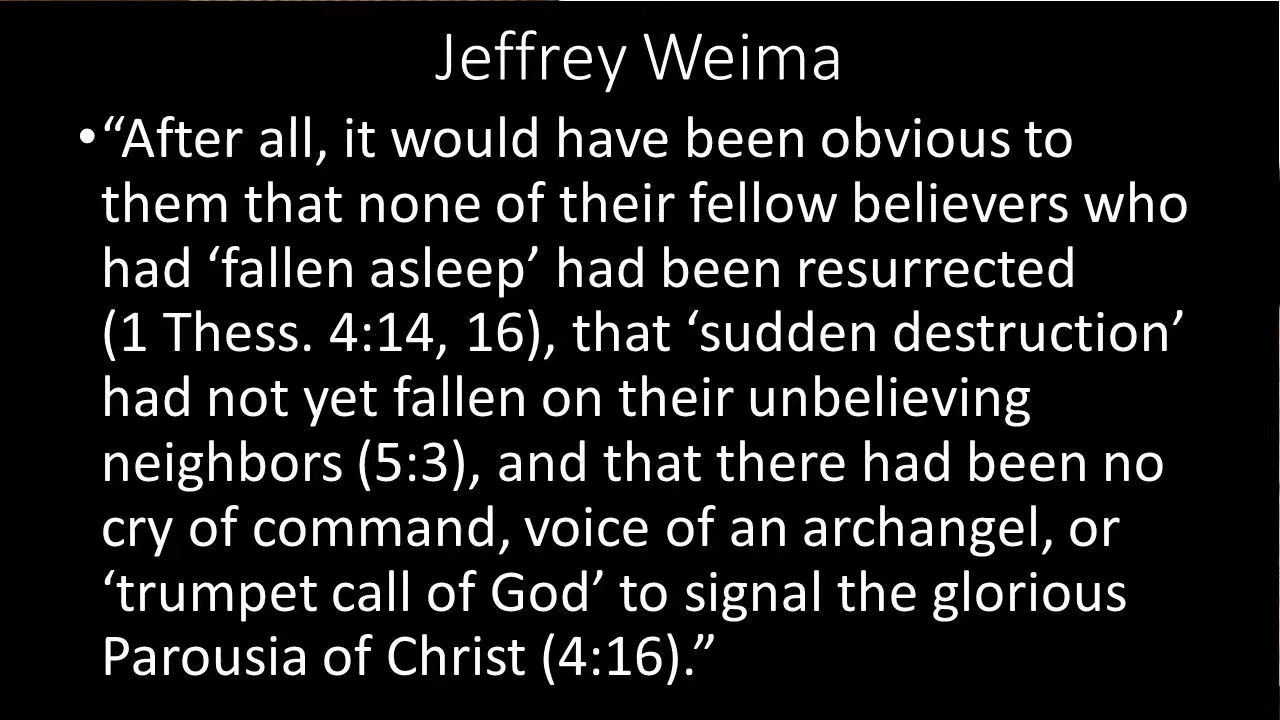 Jeffrey Weima
•“After all, it would have been obvious to
them that none of their fellow believers who
had ‘fallen asleep’ had been resurrected
(1 Thess. 4:14, 16), that ‘sudden destruction’
had not yet fallen on their unbelieving
neighbors (5:3), and that there had been no
cry of command, voice of an archangel, or
‘trumpet call of God’ to signal the glorious
Parousia of Christ (4:16).”